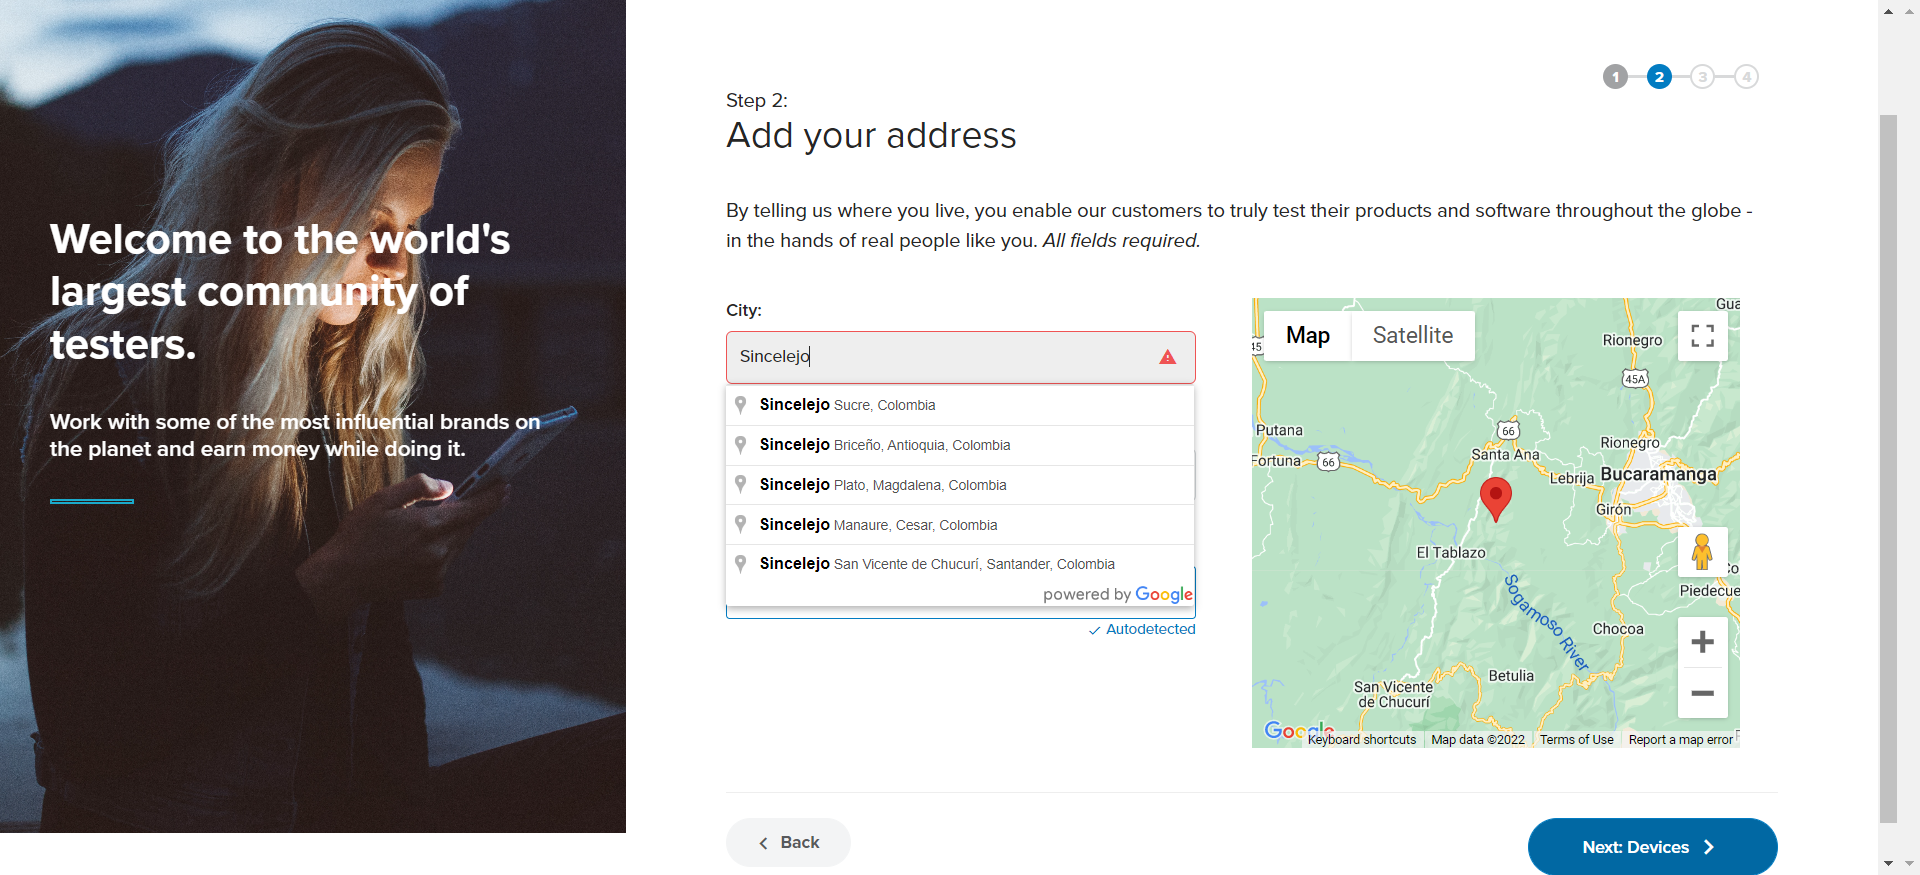 Welcome to the world's
largest community of
testers.
Work with some of the most influential brands on
the planet and earn money while doing it.
1 2 3 4
Step 2:
Add your address
By telling us where you live, you enable our customers to truly test their products and software throughout the globe -
in the hands of real people like you. All fields required.
City:
Sincelejo
Sincelejo Sucre, Colombia
Sincelejo Briceño, Antioquia, Colombia
Sincelejo Plato, Magdalena, Colombia
Sincelejo Manaure, Cesar, Colombia
Sincelejo San Vicente de Chucurí, Santander, Colombia
powered by Google
Autodetected
Map Satellite
Gua
45
Rionegro
45A
Putana
66
Rionegro
Santa Ana
Fortuna
66
Lebrija
Bucaramanga
Girón
El Tablazo
Co
Piedecue
Sogamoso River
Chocoa
Betulia
San Vicente
de Chucurí
Google
Keyboard shortcuts
Map data ©2022
Terms of Use
Report a map error
Back
Next: Devices